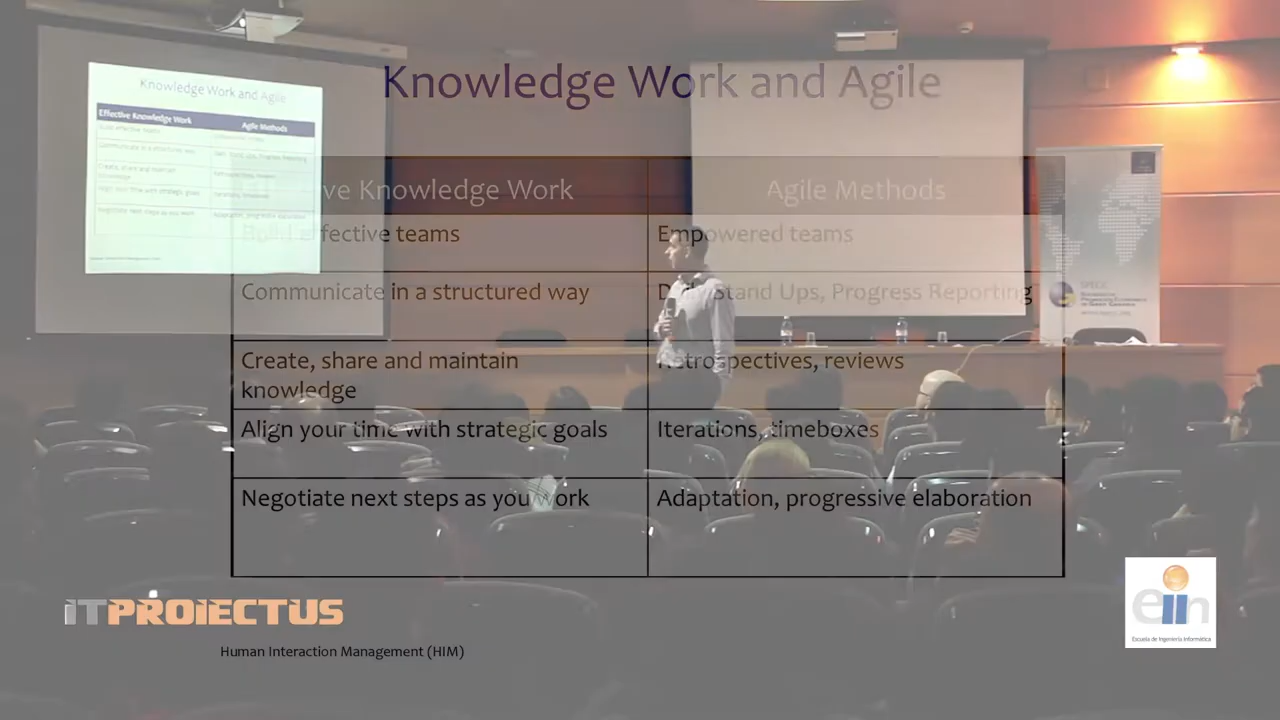 Knowledge Work and Agile
Knowledge Work and Agile
Effective Knowledge Work
Agile Methods
ve Knowledge Work
Agile Methods
Build effective teams
Empowered teams
Communicate in a structured way
Daily Stand Ups, Progress Reporting
Create, share and maintain
knowledge
Retrospectives, reviews
Align your time with strategic goals
Iterations, timeboxes
Negotiate next steps as you work
Adaptation, progressive elaboration
iTPROiECTUS
Human Interaction Management (HIM)
eiin
Escuela de Ingeniería Informática